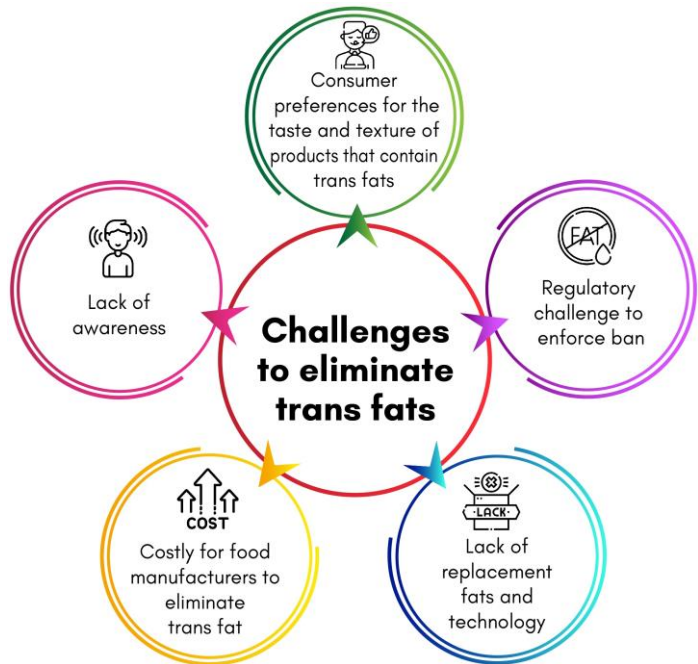 Consumer
preferences for the
taste and texture of
products that contain
trans fats
FAT
Regulatory
challenge to
enforce ban
Lack of
awareness
Challenges
to eliminate
trans fats
COST
Costly for food
manufacturers to
eliminate
trans fat
LACK
Lack of
replacement
fats and
technology